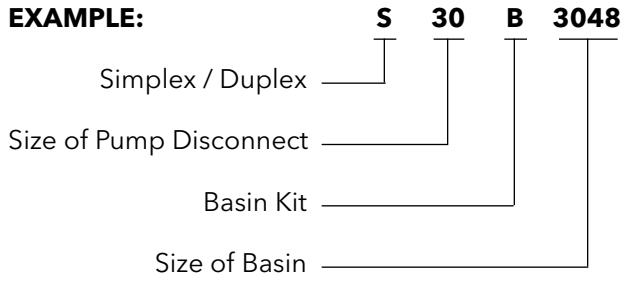 EXAMPLE: S 30 B 3048
Simplex / Duplex
Size of Pump Disconnect
Basin Kit
Size of Basin